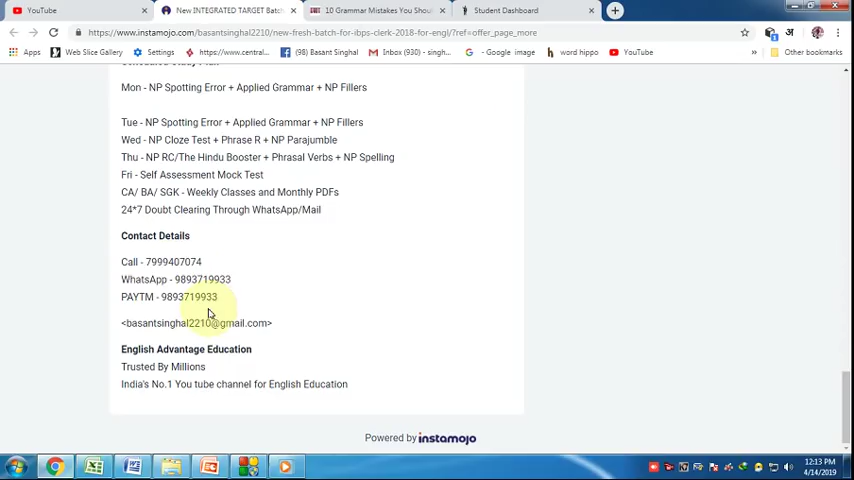 YouTube
New INTEGRATED TARGET Batch
10 Grammar Mistakes You Shou
Student Dashboard
https://www.instamojo.com/basantsinghal2210/new-fresh-batch-for-ibps-clerk-2018-for-engl/?ref=offer_page_more
Apps
Web Slice Gallery
Settings
https://www.central...
(98) Basant Singhal
Inbox (930) - singh...
- Google image
word hippo
YouTube
Other bookmarks
Mon - NP Spotting Error + Applied Grammar + NP Fillers
Tue - NP Spotting Error + Applied Grammar + NP Fillers
Wed - NP Cloze Test + Phrase R + NP Parajumble
Thu - NP RC/The Hindu Booster + Phrasal Verbs + NP Spelling
Fri - Self Assessment Mock Test
CA/ BA/ SGK - Weekly Classes and Monthly PDFs
24*7 Doubt Clearing Through WhatsApp/Mail
Contact Details
Call - 7999407074
WhatsApp - 9893719933
PAYTM - 9893719933
<basantsinghal2210@gmail.com>
English Advantage Education
Trusted By Millions
India's No.1 You tube channel for English Education
Powered by instamojo
12:13 PM
4/14/2019